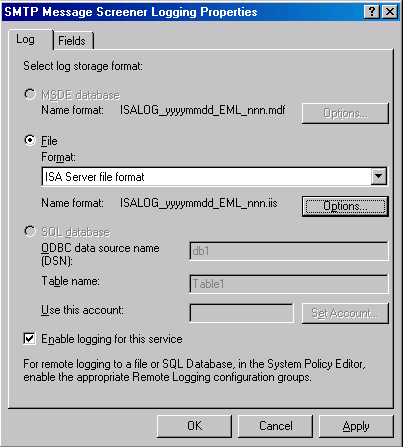 SMTP Message Screener Logging Properties
Log
Fields
Select log storage format:
MSDE database
Name format: ISALOG_yyyymmdd_EML_nnn.mdf
Options...
File
Format:
ISA Server file format
Name format: ISALOG_yyyymmdd_EML_nnn.iis
Options...
SQL database
ODBC data source name (DSN):
db1
Table name:
Table1
Use this account:
Set Account...
Enable logging for this service
For remote logging to a file or SQL Database, in the System Policy Editor,
enable the appropriate Remote Logging configuration groups.
OK
Cancel
Apply